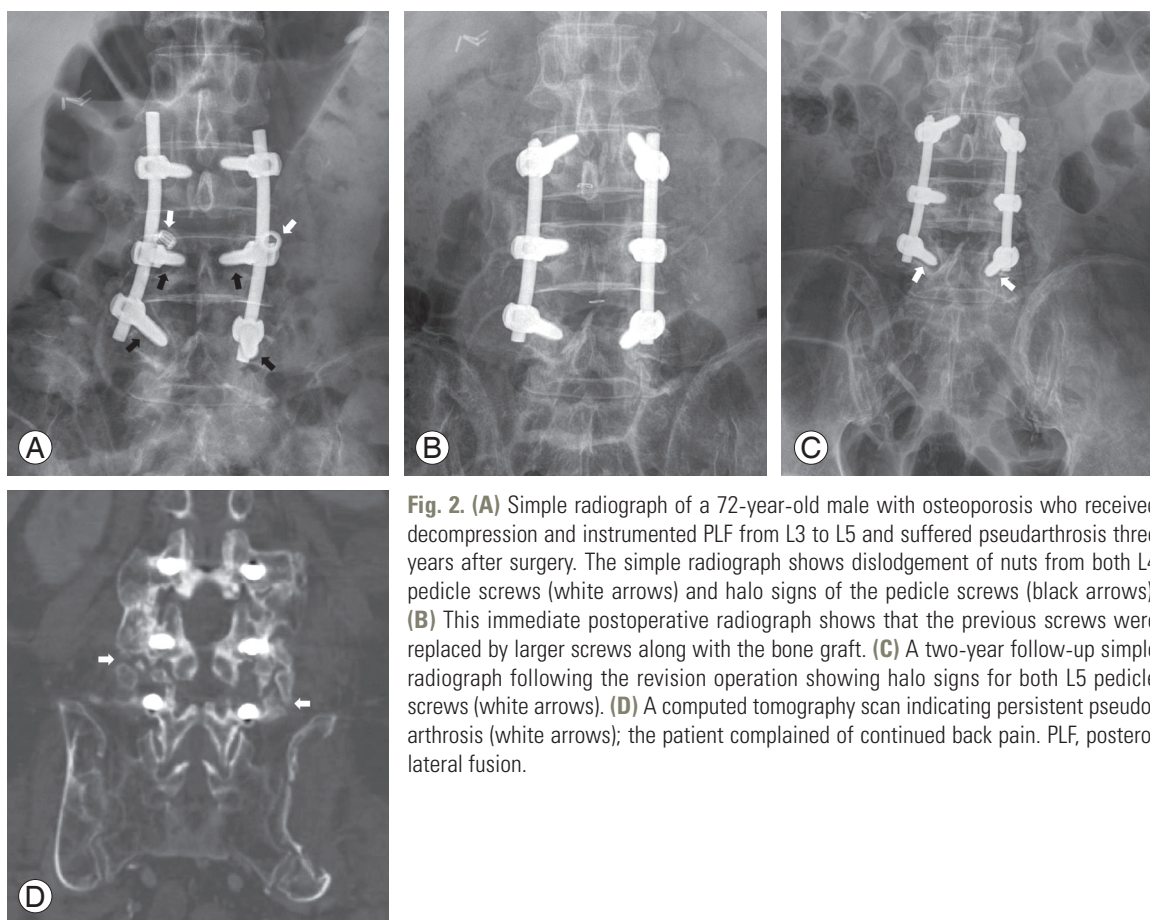 A
B
C
D
Fig. 2. (A) Simple radiograph of a 72-year-old male with osteoporosis who received
decompression and instrumented PLF from L3 to L5 and suffered pseudarthrosis three
years after surgery. The simple radiograph shows dislodgement of nuts from both L4
pedicle screws (white arrows) and halo signs of the pedicle screws (black arrows)
(B) This immediate postoperative radiograph shows that the previous screws were
replaced by larger screws along with the bone graft. (C) A two-year follow-up simple
radiograph following the revision operation showing halo signs for both L5 pedicle
screws (white arrows). (D) A computed tomography scan indicating persistent pseudo
arthrosis (white arrows); the patient complained of continued back pain. PLF, postero
lateral fusion.